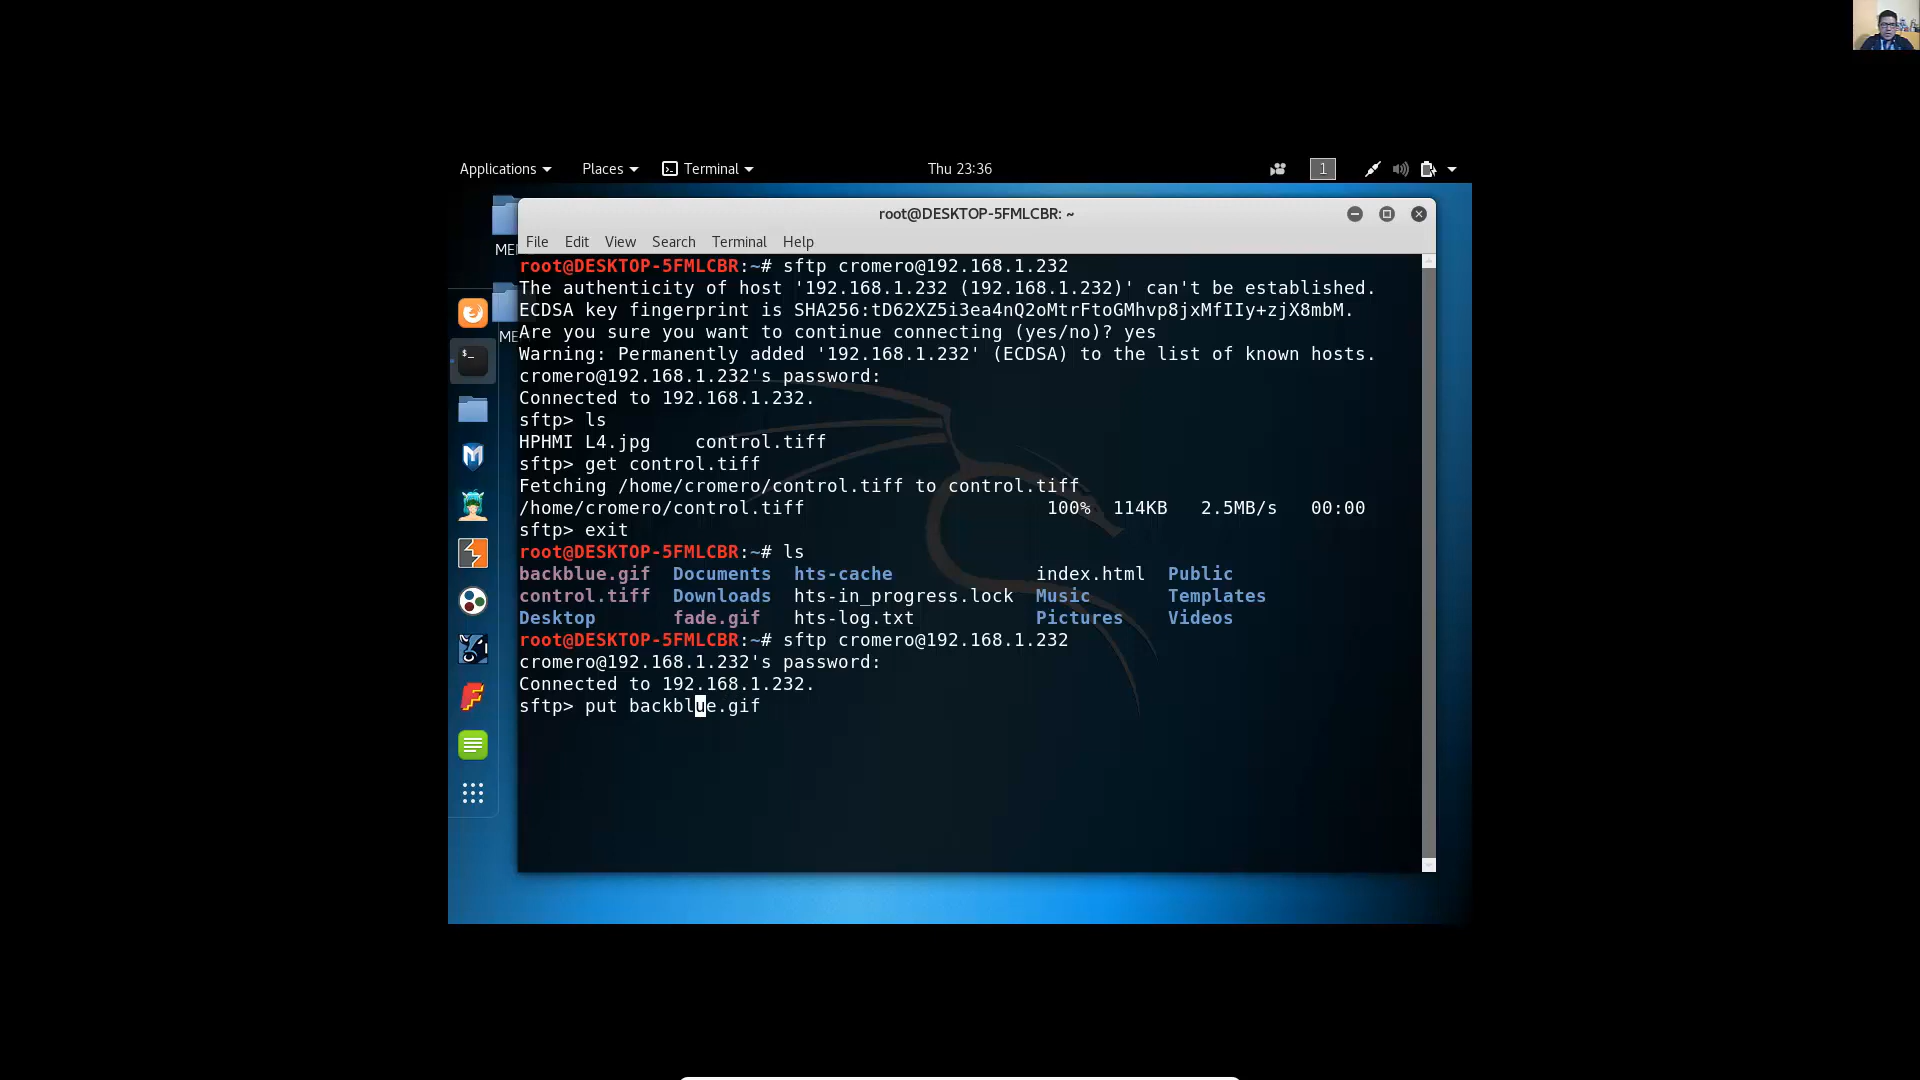 Applications Places Terminal Thu 23:36 1
root@DESKTOP-5FMLCBR: ~
File Edit View Search Terminal Help
root@DESKTOP-5FMLCBR:~# sftp cromero@192.168.1.232
The authenticity of host '192.168.1.232 (192.168.1.232)' can't be established.
ECDSA key fingerprint is SHA256:tD62XZ5i3ea4nQ2oMtrFtoGMhvp8jxMfIIy+zjX8mbM.
Are you sure you want to continue connecting (yes/no)? yes
Warning: Permanently added '192.168.1.232' (ECDSA) to the list of known hosts.
cromero@192.168.1.232's password:
Connected to 192.168.1.232.
sftp> ls
HPHMI L4.jpg    control.tiff
sftp> get control.tiff
Fetching /home/cromero/control.tiff to control.tiff
/home/cromero/control.tiff                      100%  114KB   2.5MB/s   00:00
sftp> exit
root@DESKTOP-5FMLCBR:~# ls
backblue.gif  Documents  hts-cache             index.html  Public
control.tiff  Downloads  hts-in_progress.lock  Music       Templates
Desktop       fade.gif   hts-log.txt           Pictures    Videos
root@DESKTOP-5FMLCBR:~# sftp cromero@192.168.1.232
cromero@192.168.1.232's password:
Connected to 192.168.1.232.
sftp> put backblue.gif